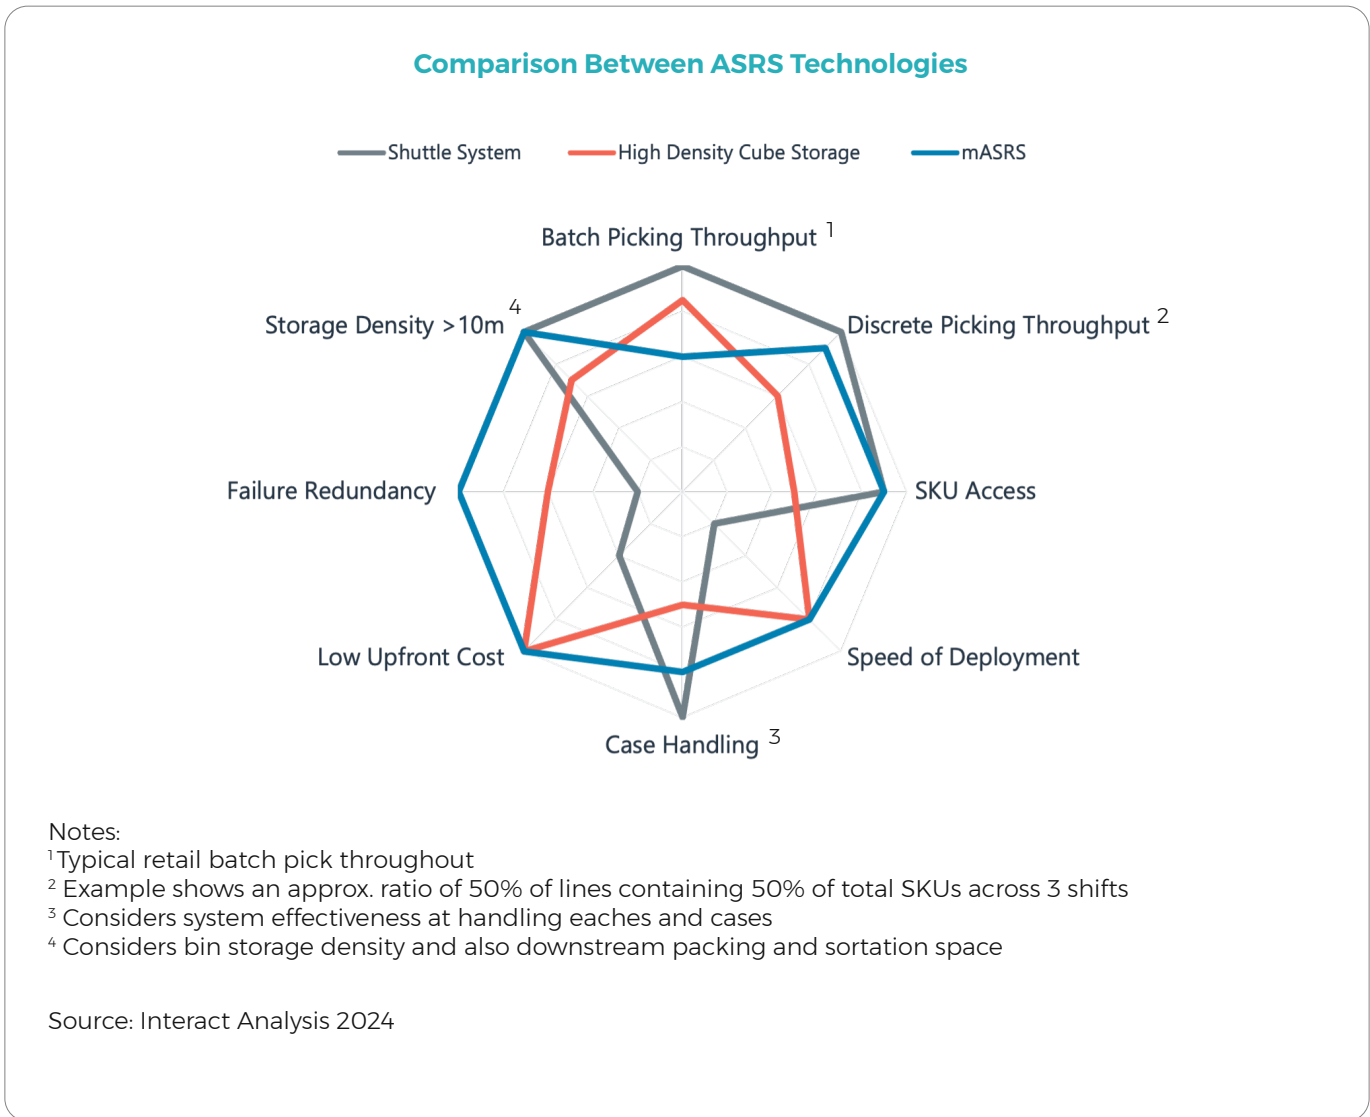 Comparison Between ASRS Technologies
Shuttle System
High Density Cube Storage
mASRS
Batch Picking Throughput 1
Storage Density >10m 4
Discrete Picking Throughput 2
Failure Redundancy
SKU Access
Low Upfront Cost
Speed of Deployment
Case Handling 3
Notes:
1 Typical retail batch pick throughout
2 Example shows an approx. ratio of 50% of lines containing 50% of total SKUs across 3 shifts
3 Considers system effectiveness at handling eaches and cases
4 Considers bin storage density and also downstream packing and sortation space
Source: Interact Analysis 2024